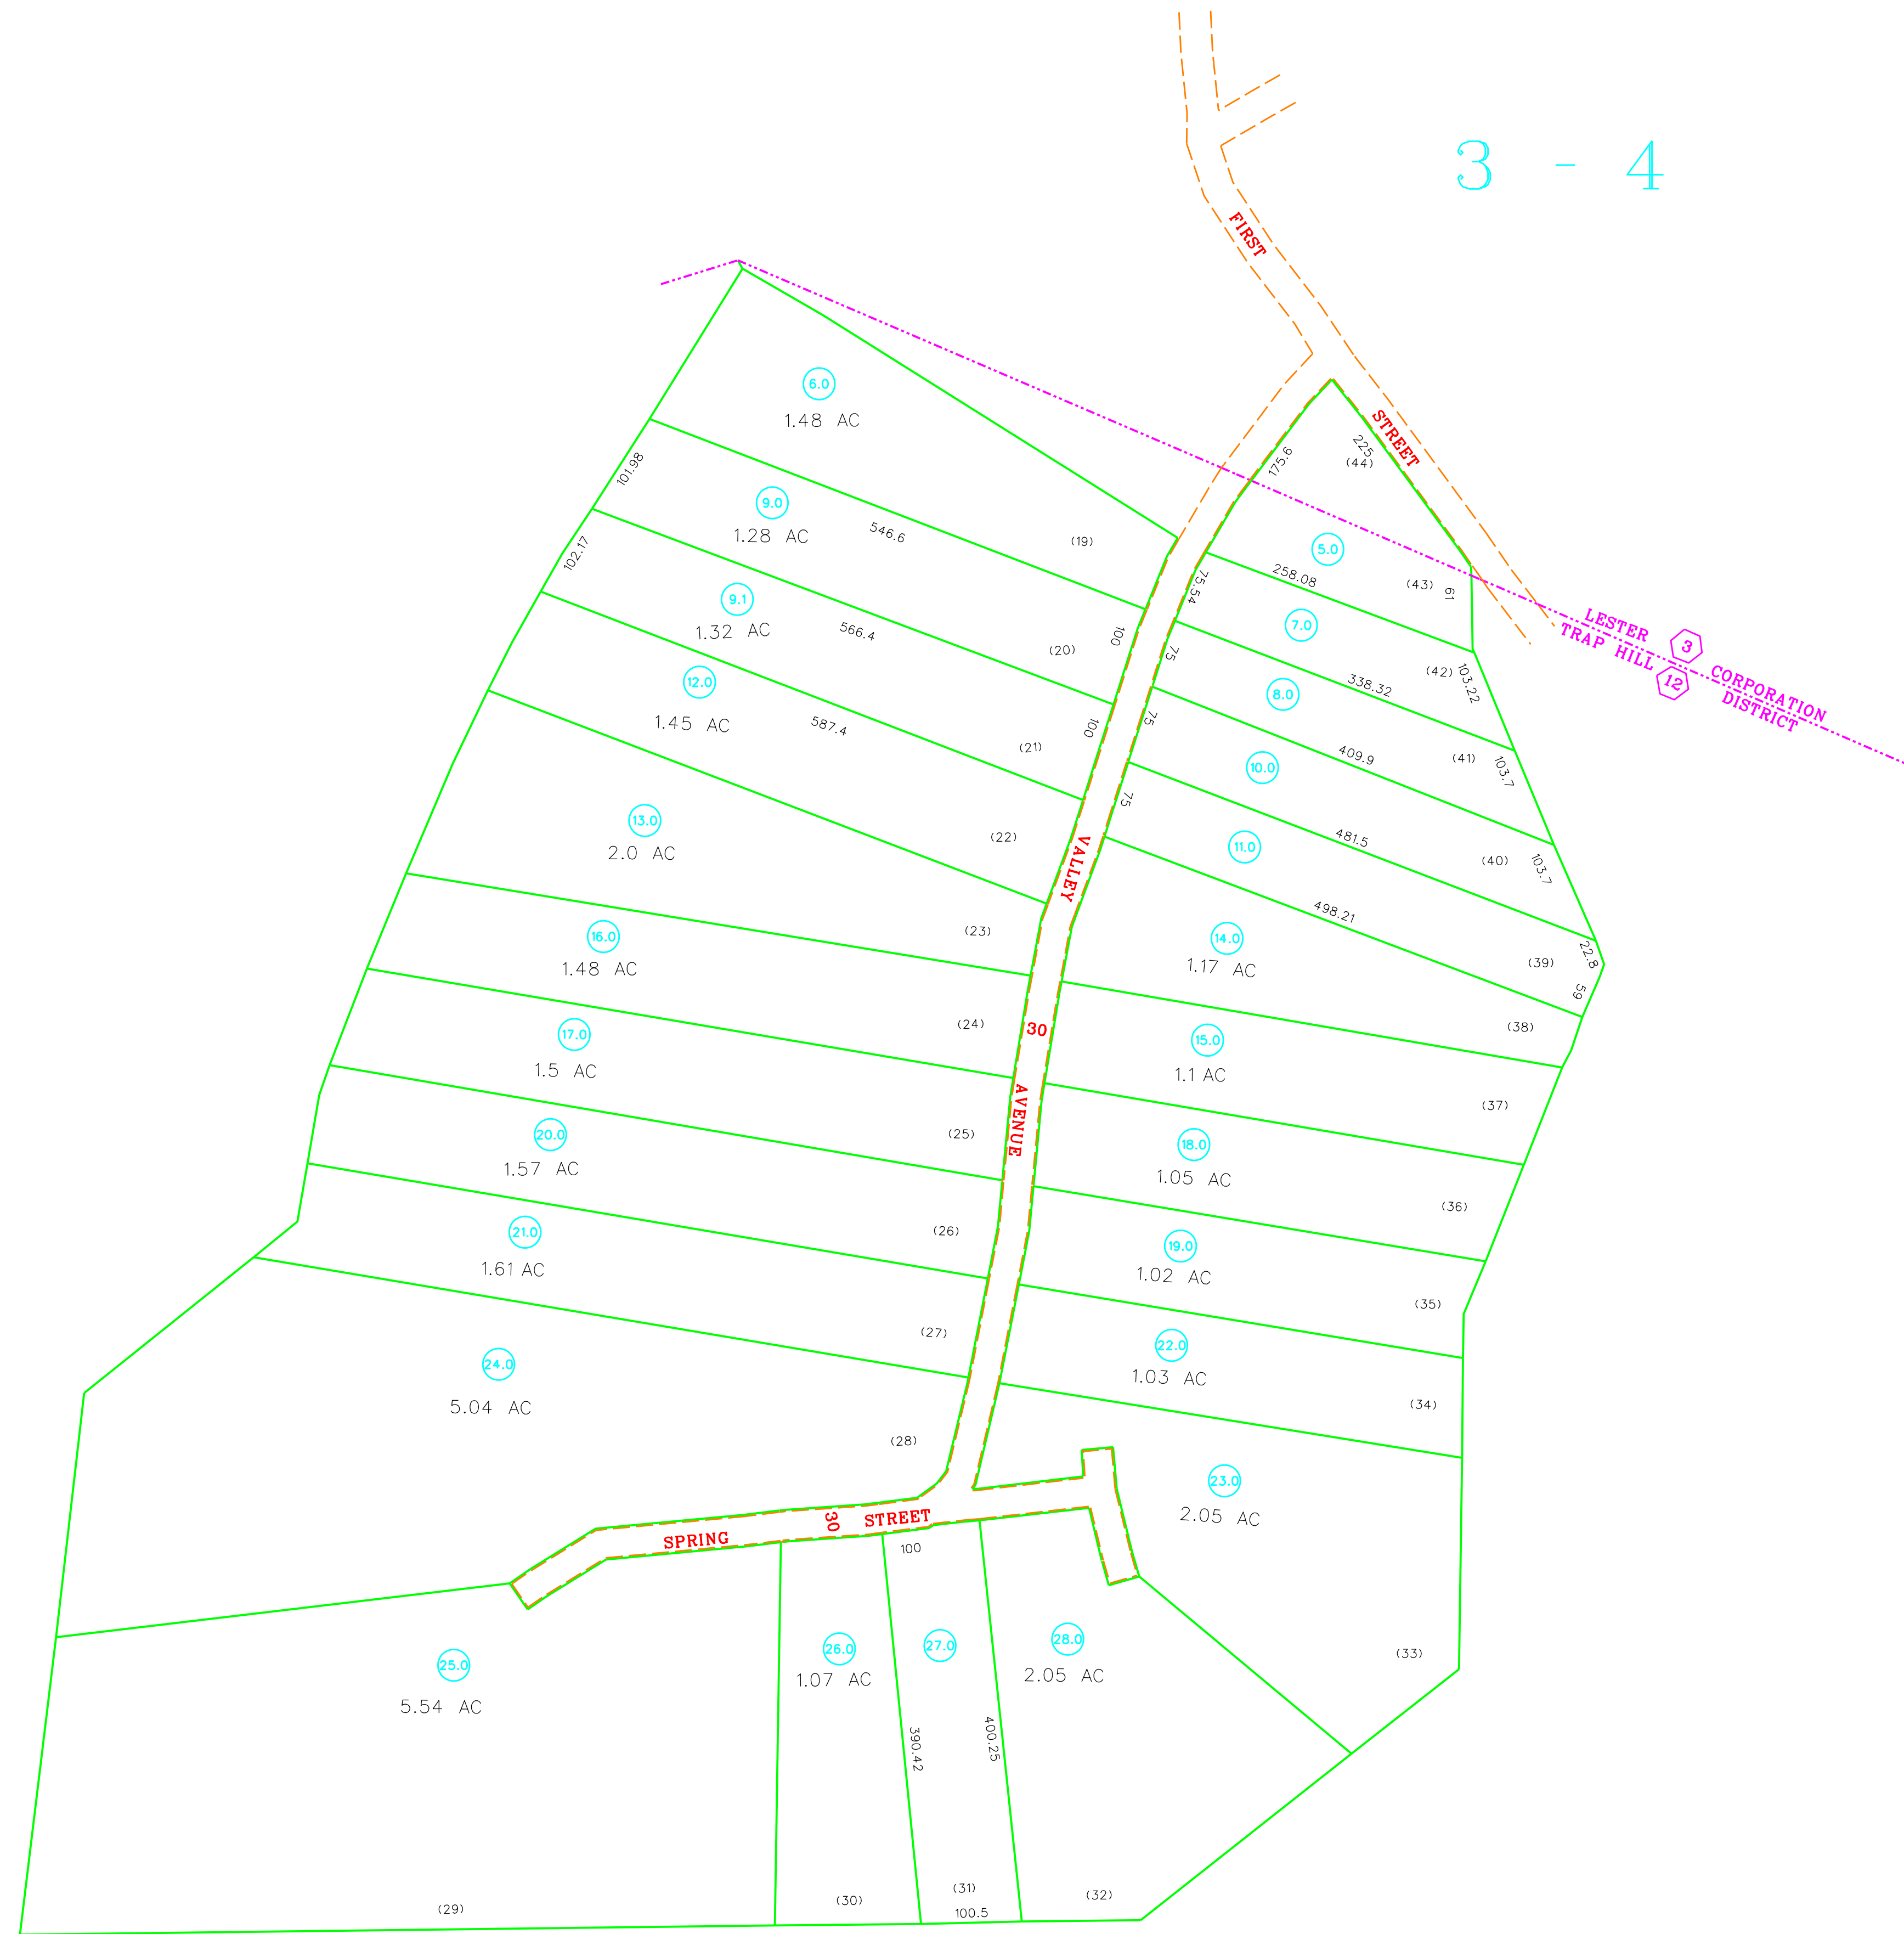 3 - 4
FIRST
STREET
225
(44)
175.6
6.0
1.48 AC
101.98
9.0
1.28 AC
546.6
(19)
5.0
258.08
(43)
61
75.54
102.17
9.1
1.32 AC
566.4
(20)
100
7.0
75
338.32
(42)
103.22
LESTER
3
CORPORATION
TRAP HILL
12
DISTRICT
12.0
1.45 AC
587.4
(21)
100
8.0
75
409.9
(41)
103.7
10.0
75
481.5
(40)
103.7
13.0
2.0 AC
(22)
VALLEY
11.0
498.21
(39)
22.8
59
16.0
1.48 AC
(23)
14.0
1.17 AC
(38)
17.0
1.5 AC
(24)
30
15.0
1.1 AC
(37)
AVENUE
20.0
1.57 AC
(25)
18.0
1.05 AC
(36)
21.0
1.61 AC
(26)
19.0
1.02 AC
(35)
24.0
5.04 AC
(27)
22.0
1.03 AC
(34)
(28)
23.0
2.05 AC
SPRING
30
STREET
100
25.0
5.54 AC
26.0
1.07 AC
27.0
28.0
2.05 AC
(33)
390.42
400.25
(29)
(30)
(31)
100.5
(32)